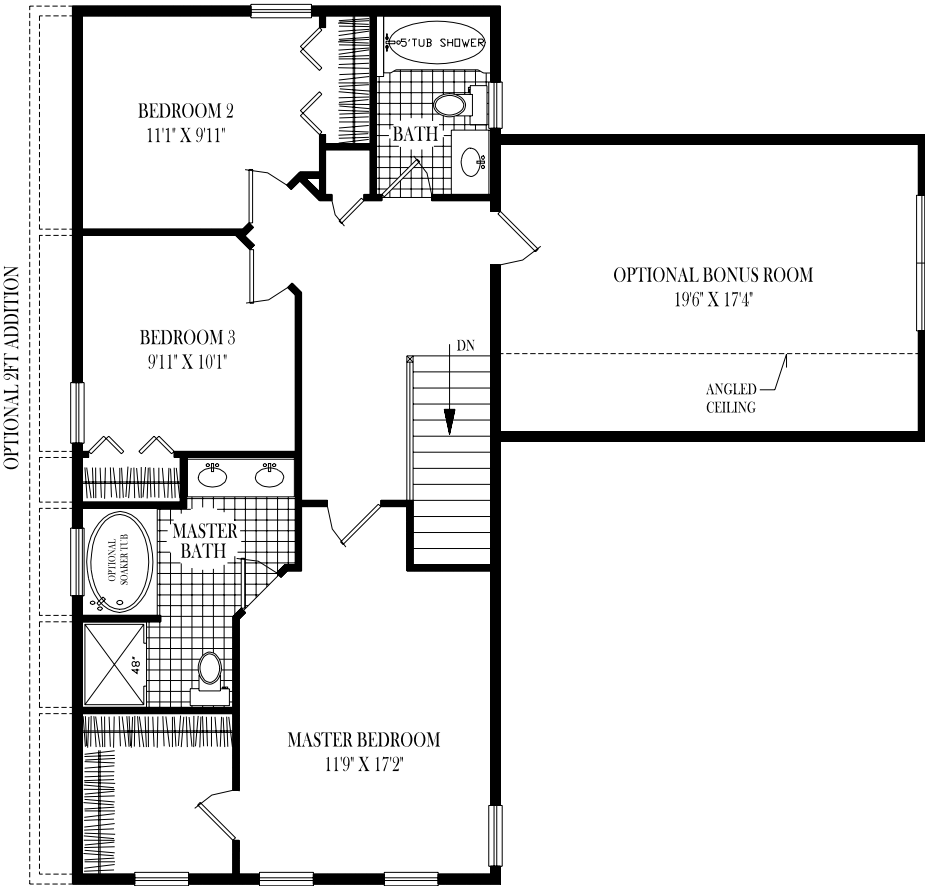 5'TUB SHOWER
BEDROOM 2
11'1" X 9'11"
BATH
OPTIONAL BONUS ROOM
19'6" X 17'4"
OPTIONAL 2FT ADDITION
BEDROOM 3
9'11" X 10'1"
DN
ANGLED
CEILING
MASTER
BATH
OPTIONAL
SOAKER TUB
48"
MASTER BEDROOM
11'9" X 17'2"